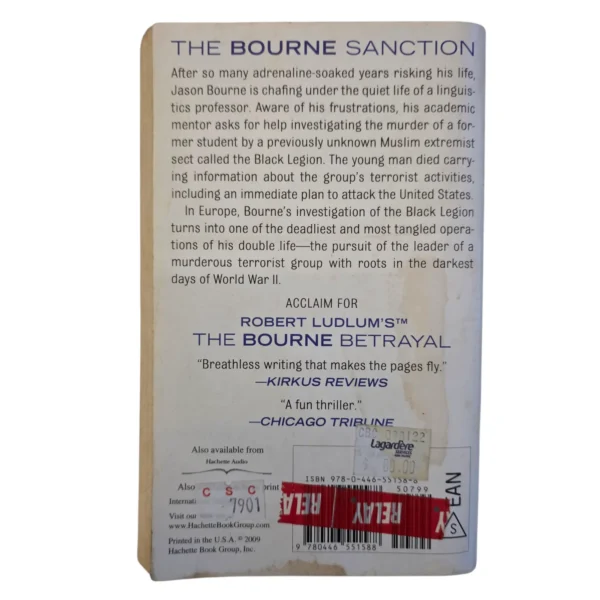 THE BOURNE SANCTION
After so many adrenaline-soaked years risking his life,
Jason Bourne is chafing under the quiet life of a linguis-
tics professor. Aware of his frustrations, his academic
mentor asks for help investigating the murder of a for-
mer student by a previously unknown Muslim extremist
sect called the Black Legion. The young man died carry-
ing information about the group's terrorist activities,
including an immediate plan to attack the United States.
In Europe, Bourne's investigation of the Black Legion
turns into one of the deadliest and most tangled opera-
tions of his double life—the pursuit of the leader of a
murderous terrorist group with roots in the darkest
days of World War II.
ACCLAIM FOR
ROBERT LUDLUM'S™
THE BOURNE BETRAYAL
"Breathless writing that makes the pages fly."
—KIRKUS REVIEWS
"A fun thriller."
—CHICAGO TRIBUNE
Lagardère
Also available from
Hachette Audio
ISBN 978-0-446-55158-6
50799
Also
print
C S C
7901
Internati
Visit our
www.HachetteBookGroup.com
RELAY
RELAY
EAN
S
Printed in the U.S.A. © 2009
Hachette Book Group, Inc.
9 780446 551588